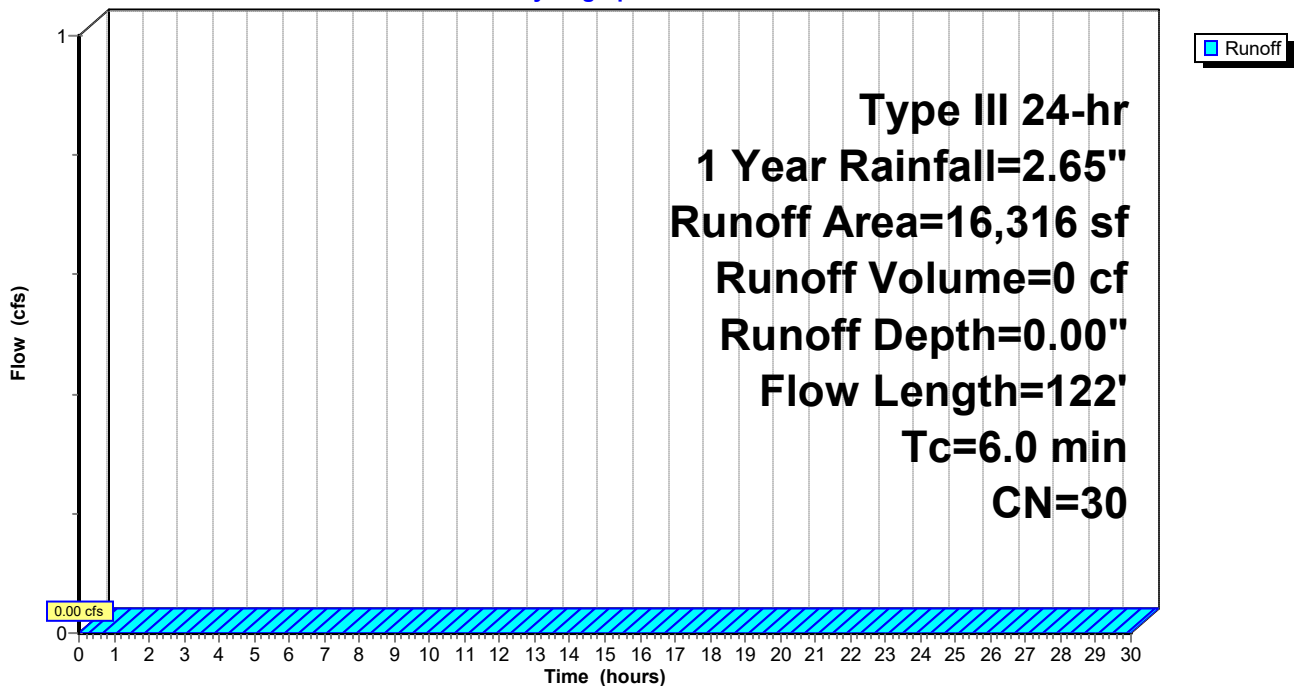 1
Runoff
Type III 24-hr
1 Year Rainfall=2.65"
Runoff Area=16,316 sf
Runoff Volume=0 cf
Runoff Depth=0.00"
Flow Length=122'
Tc=6.0 min
CN=30
Flow (cfs)
0.00 cfs
0
0 1 2 3 4 5 6 7 8 9 10 11 12 13 14 15 16 17 18 19 20 21 22 23 24 25 26 27 28 29 30
Time (hours)